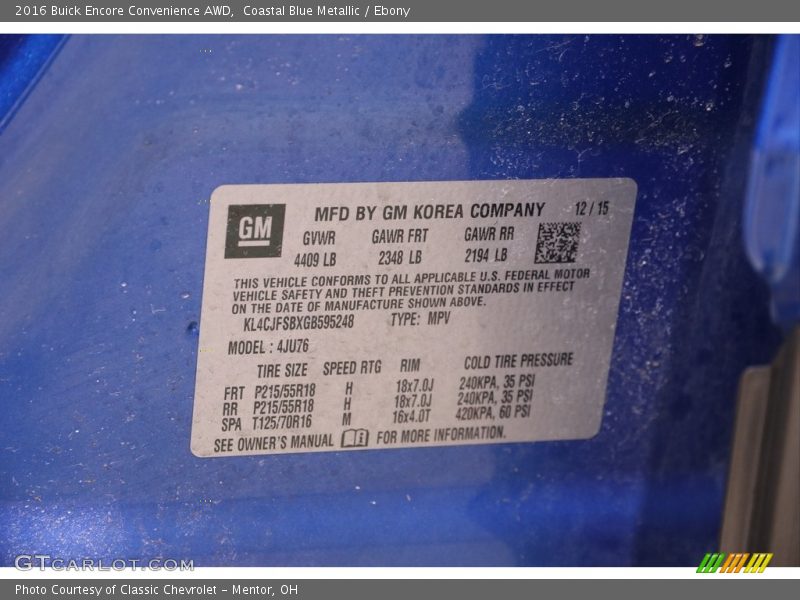 2016 Buick Encore Convenience AWD,  Coastal Blue Metallic / Ebony
GM
MFD BY GM KOREA COMPANY 12 / 15
GVWR GAWR FRT GAWR RR
4409 LB 2348 LB 2194 LB
THIS VEHICLE CONFORMS TO ALL APPLICABLE U.S. FEDERAL MOTOR
VEHICLE SAFETY AND THEFT PREVENTION STANDARDS IN EFFECT
ON THE DATE OF MANUFACTURE SHOWN ABOVE.
KL4CJFSBXGB595248 TYPE: MPV
MODEL : 4JU76
TIRE SIZE SPEED RTG RIM COLD TIRE PRESSURE
FRT P215/55R18 H 18x7.0J 240KPA, 35 PSI
RR P215/55R18 H 18x7.0J 240KPA, 35 PSI
SPA T125/70R16 M 16x4.0T 420KPA, 60 PSI
SEE OWNER'S MANUAL FOR MORE INFORMATION.
GTCARLOT.COM
Photo Courtesy of Classic Chevrolet - Mentor, OH